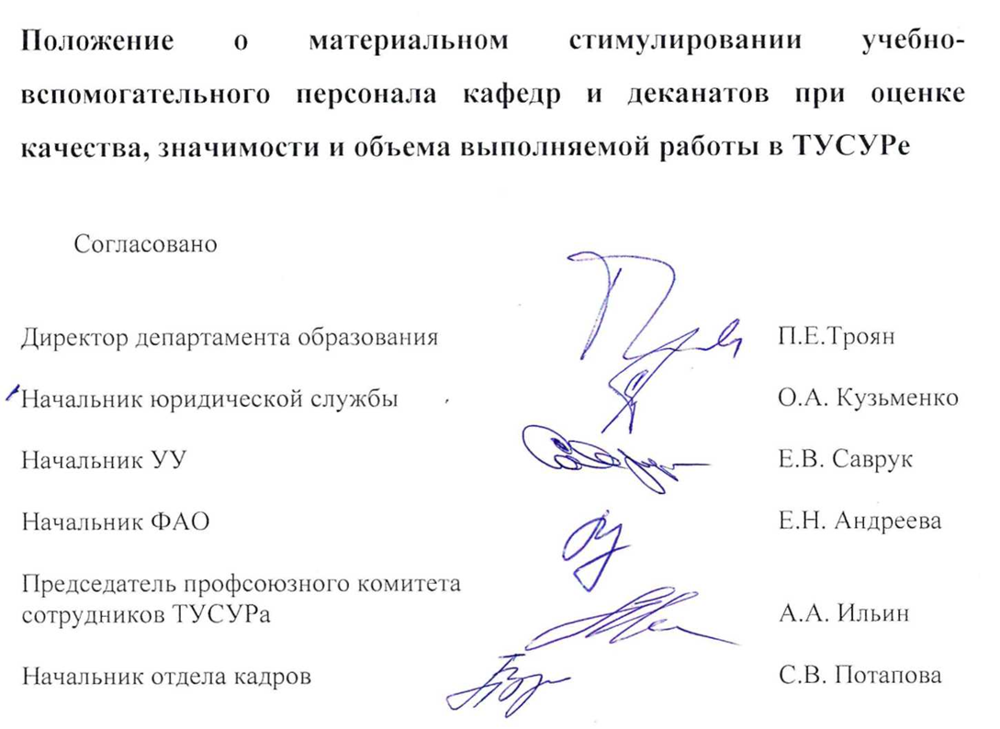 Положение о материальном стимулировании учебно-
вспомогательного персонала кафедр и деканатов при оценке
качества, значимости и объема выполняемой работы в ТУСУРе
Согласовано
Директор департамента образования П.Е.Троян
Начальник юридической службы О.А. Кузьменко
Начальник УУ Е.В. Саврук
Начальник ФАО Е.Н. Андреева
Председатель профсоюзного комитета
сотрудников ТУСУРа А.А. Ильин
Начальник отдела кадров С.В. Потапова